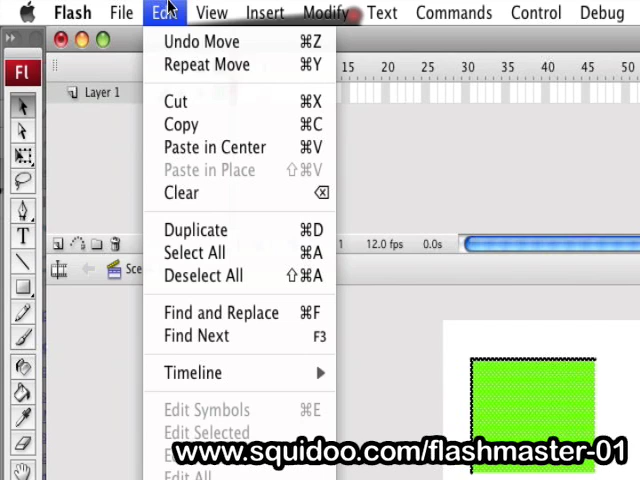 Flash File Edit View Insert Modify Text Commands Control Debug
Undo Move ⌘Z
Repeat Move ⌘Y
Cut ⌘X
Copy ⌘C
Paste in Center ⌘V
Paste in Place ⇧⌘V
Clear ⌫
Duplicate ⌘D
Select All ⌘A
Deselect All ⇧⌘A
Find and Replace ⌘F
Find Next F3
Timeline
Edit Symbols ⌘E
Edit Selected
Edit All
Fl
15 20 25 30 35 40 45 50 55 60
Layer 1
1 12.0 fps 0.0s
Sce
T
www.squidoo.com/flashmaster-01